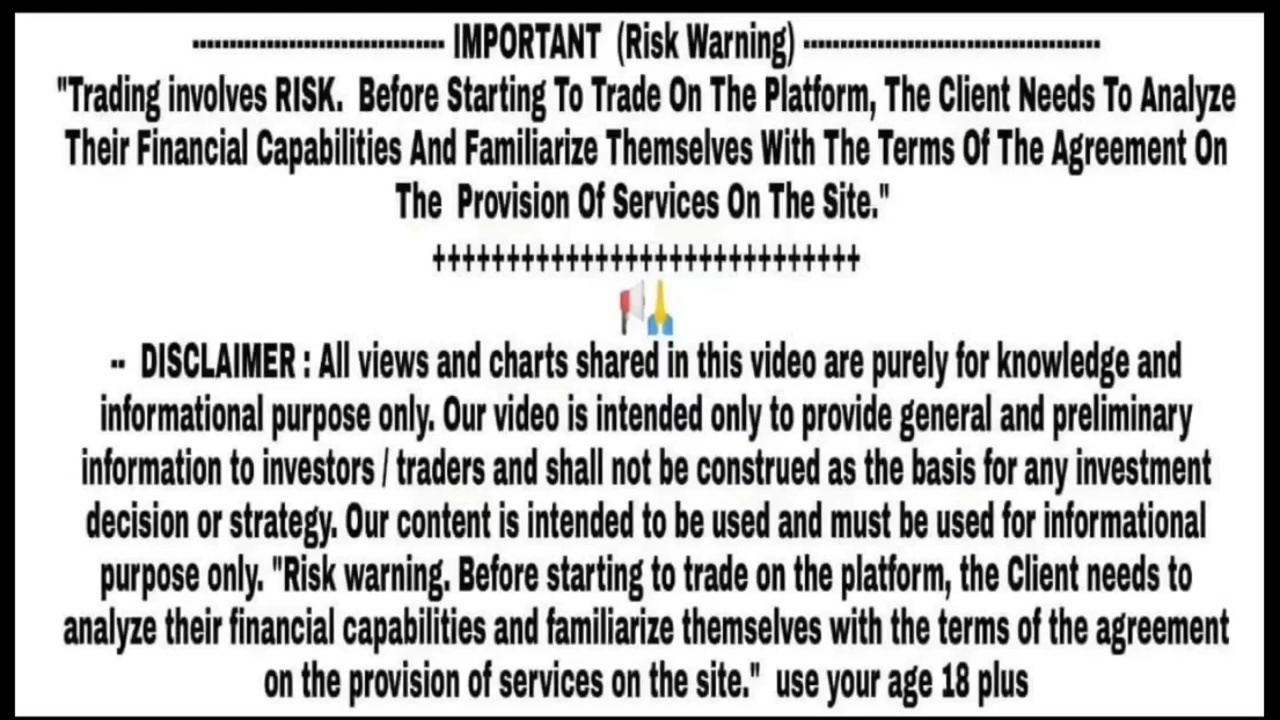 ---------------------------------- IMPORTANT (Risk Warning) ----------------------------------------
"Trading involves RISK. Before Starting To Trade On The Platform, The Client Needs To Analyze
Their Financial Capabilities And Familiarize Themselves With The Terms Of The Agreement On
The Provision Of Services On The Site."
++++++++++++++++++++++++++++
📢🙏
-- DISCLAIMER : All views and charts shared in this video are purely for knowledge and
informational purpose only. Our video is intended only to provide general and preliminary
information to investors / traders and shall not be construed as the basis for any investment
decision or strategy. Our content is intended to be used and must be used for informational
purpose only. "Risk warning. Before starting to trade on the platform, the Client needs to
analyze their financial capabilities and familiarize themselves with the terms of the agreement
on the provision of services on the site." use your age 18 plus